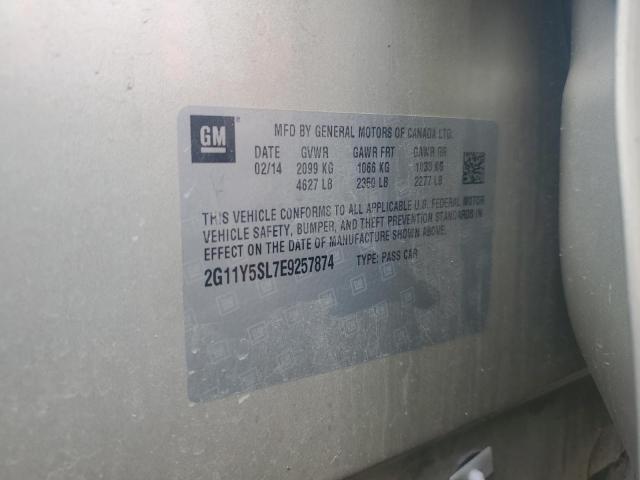 GM
MFD BY GENERAL MOTORS OF CANADA LTD.
DATE GVWR GAWR FRT GAWR RR
02/14 2099 KG 1066 KG 1033 KG
4627 LB 2350 LB 2277 LB
THIS VEHICLE CONFORMS TO ALL APPLICABLE U.S. FEDERAL MOTOR
VEHICLE SAFETY, BUMPER, AND THEFT PREVENTION STANDARDS IN
EFFECT ON THE DATE OF MANUFACTURE SHOWN ABOVE.
2G11Y5SL7E9257874 TYPE: PASS CAR